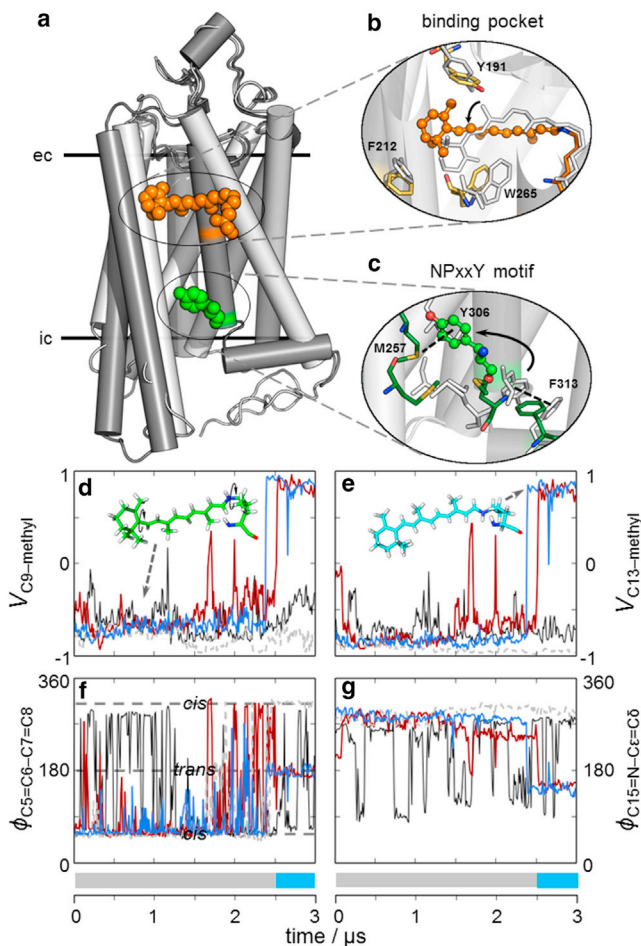 a
b
binding pocket
Y191
ec
F212
W265
c
NPxxY motif
Y306
M257
F313
ic
d
e
1
0
-1
V C9–methyl
1
0
-1
V C13–methyl
f
g
360
180
0
cis
trans
cis
ϕ C5=C6–C7=C8
360
180
0
ϕ C15=N–Cε=Cδ
0 1 2 3
0 1 2 3
time / μs